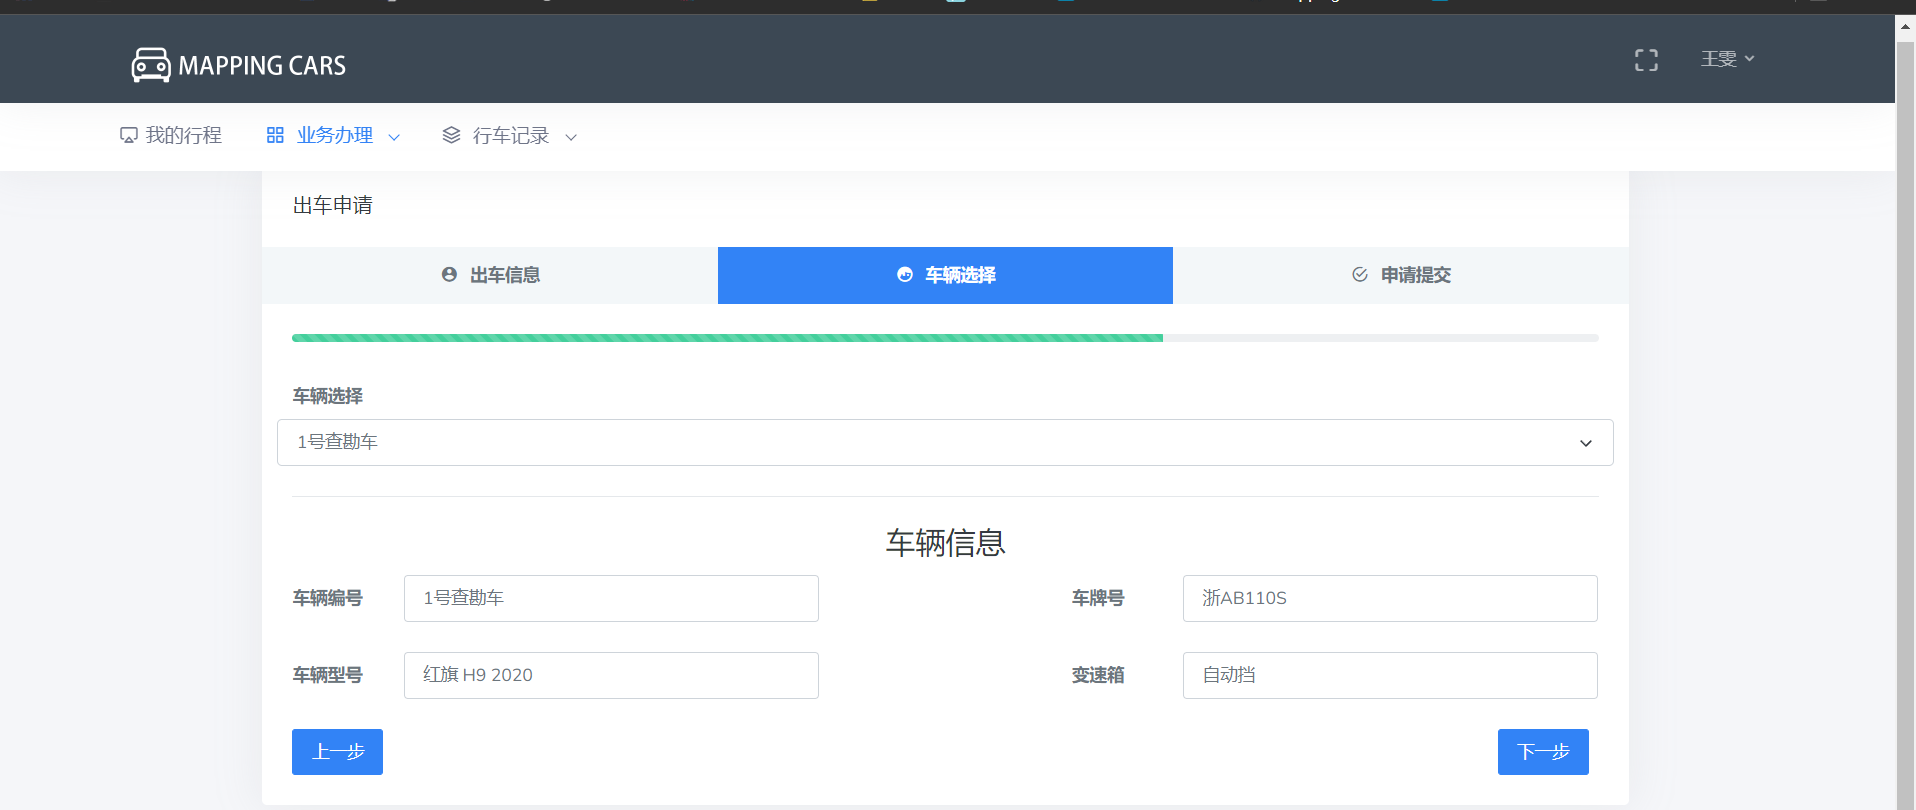 MAPPING CARS
王雯
我的行程 业务办理 行车记录
出车申请
出车信息 车辆选择 申请提交
车辆选择
1号查勘车
车辆信息
车辆编号 1号查勘车 车牌号 浙AB110S
车辆型号 红旗 H9 2020 变速箱 自动挡
上一步 下一步